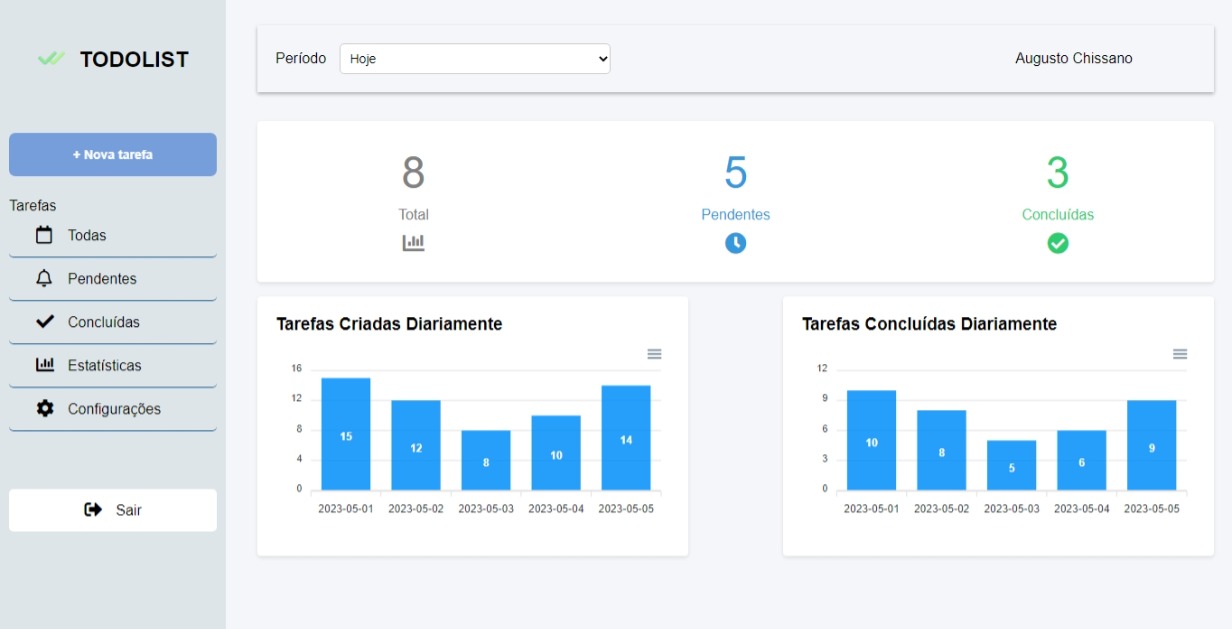 TODOLIST
+ Nova tarefa
Tarefas
Todas
Pendentes
Concluídas
Estatísticas
Configurações
Sair
Período Hoje Augusto Chissano
8 5 3
Total Pendentes Concluídas
Tarefas Criadas Diariamente
16
12
8
4
0
15 12 8 10 14
2023-05-01 2023-05-02 2023-05-03 2023-05-04 2023-05-05
Tarefas Concluídas Diariamente
12
9
6
3
0
10 8 5 6 9
2023-05-01 2023-05-02 2023-05-03 2023-05-04 2023-05-05